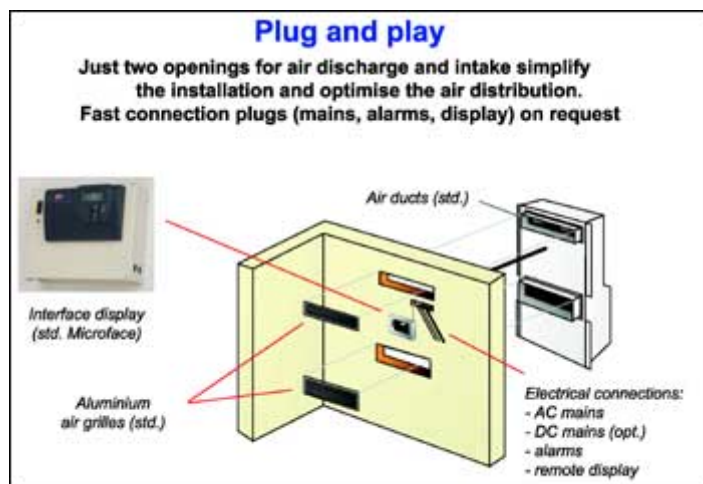 Plug and play
Just two openings for air discharge and intake simplify
the installation and optimise the air distribution.
Fast connection plugs (mains, alarms, display) on request
Air ducts (std.)
Interface display
(std. Microface)
Aluminium
air grilles (std.)
Electrical connections:
- AC mains
- DC mains (opt.)
- alarms
- remote display